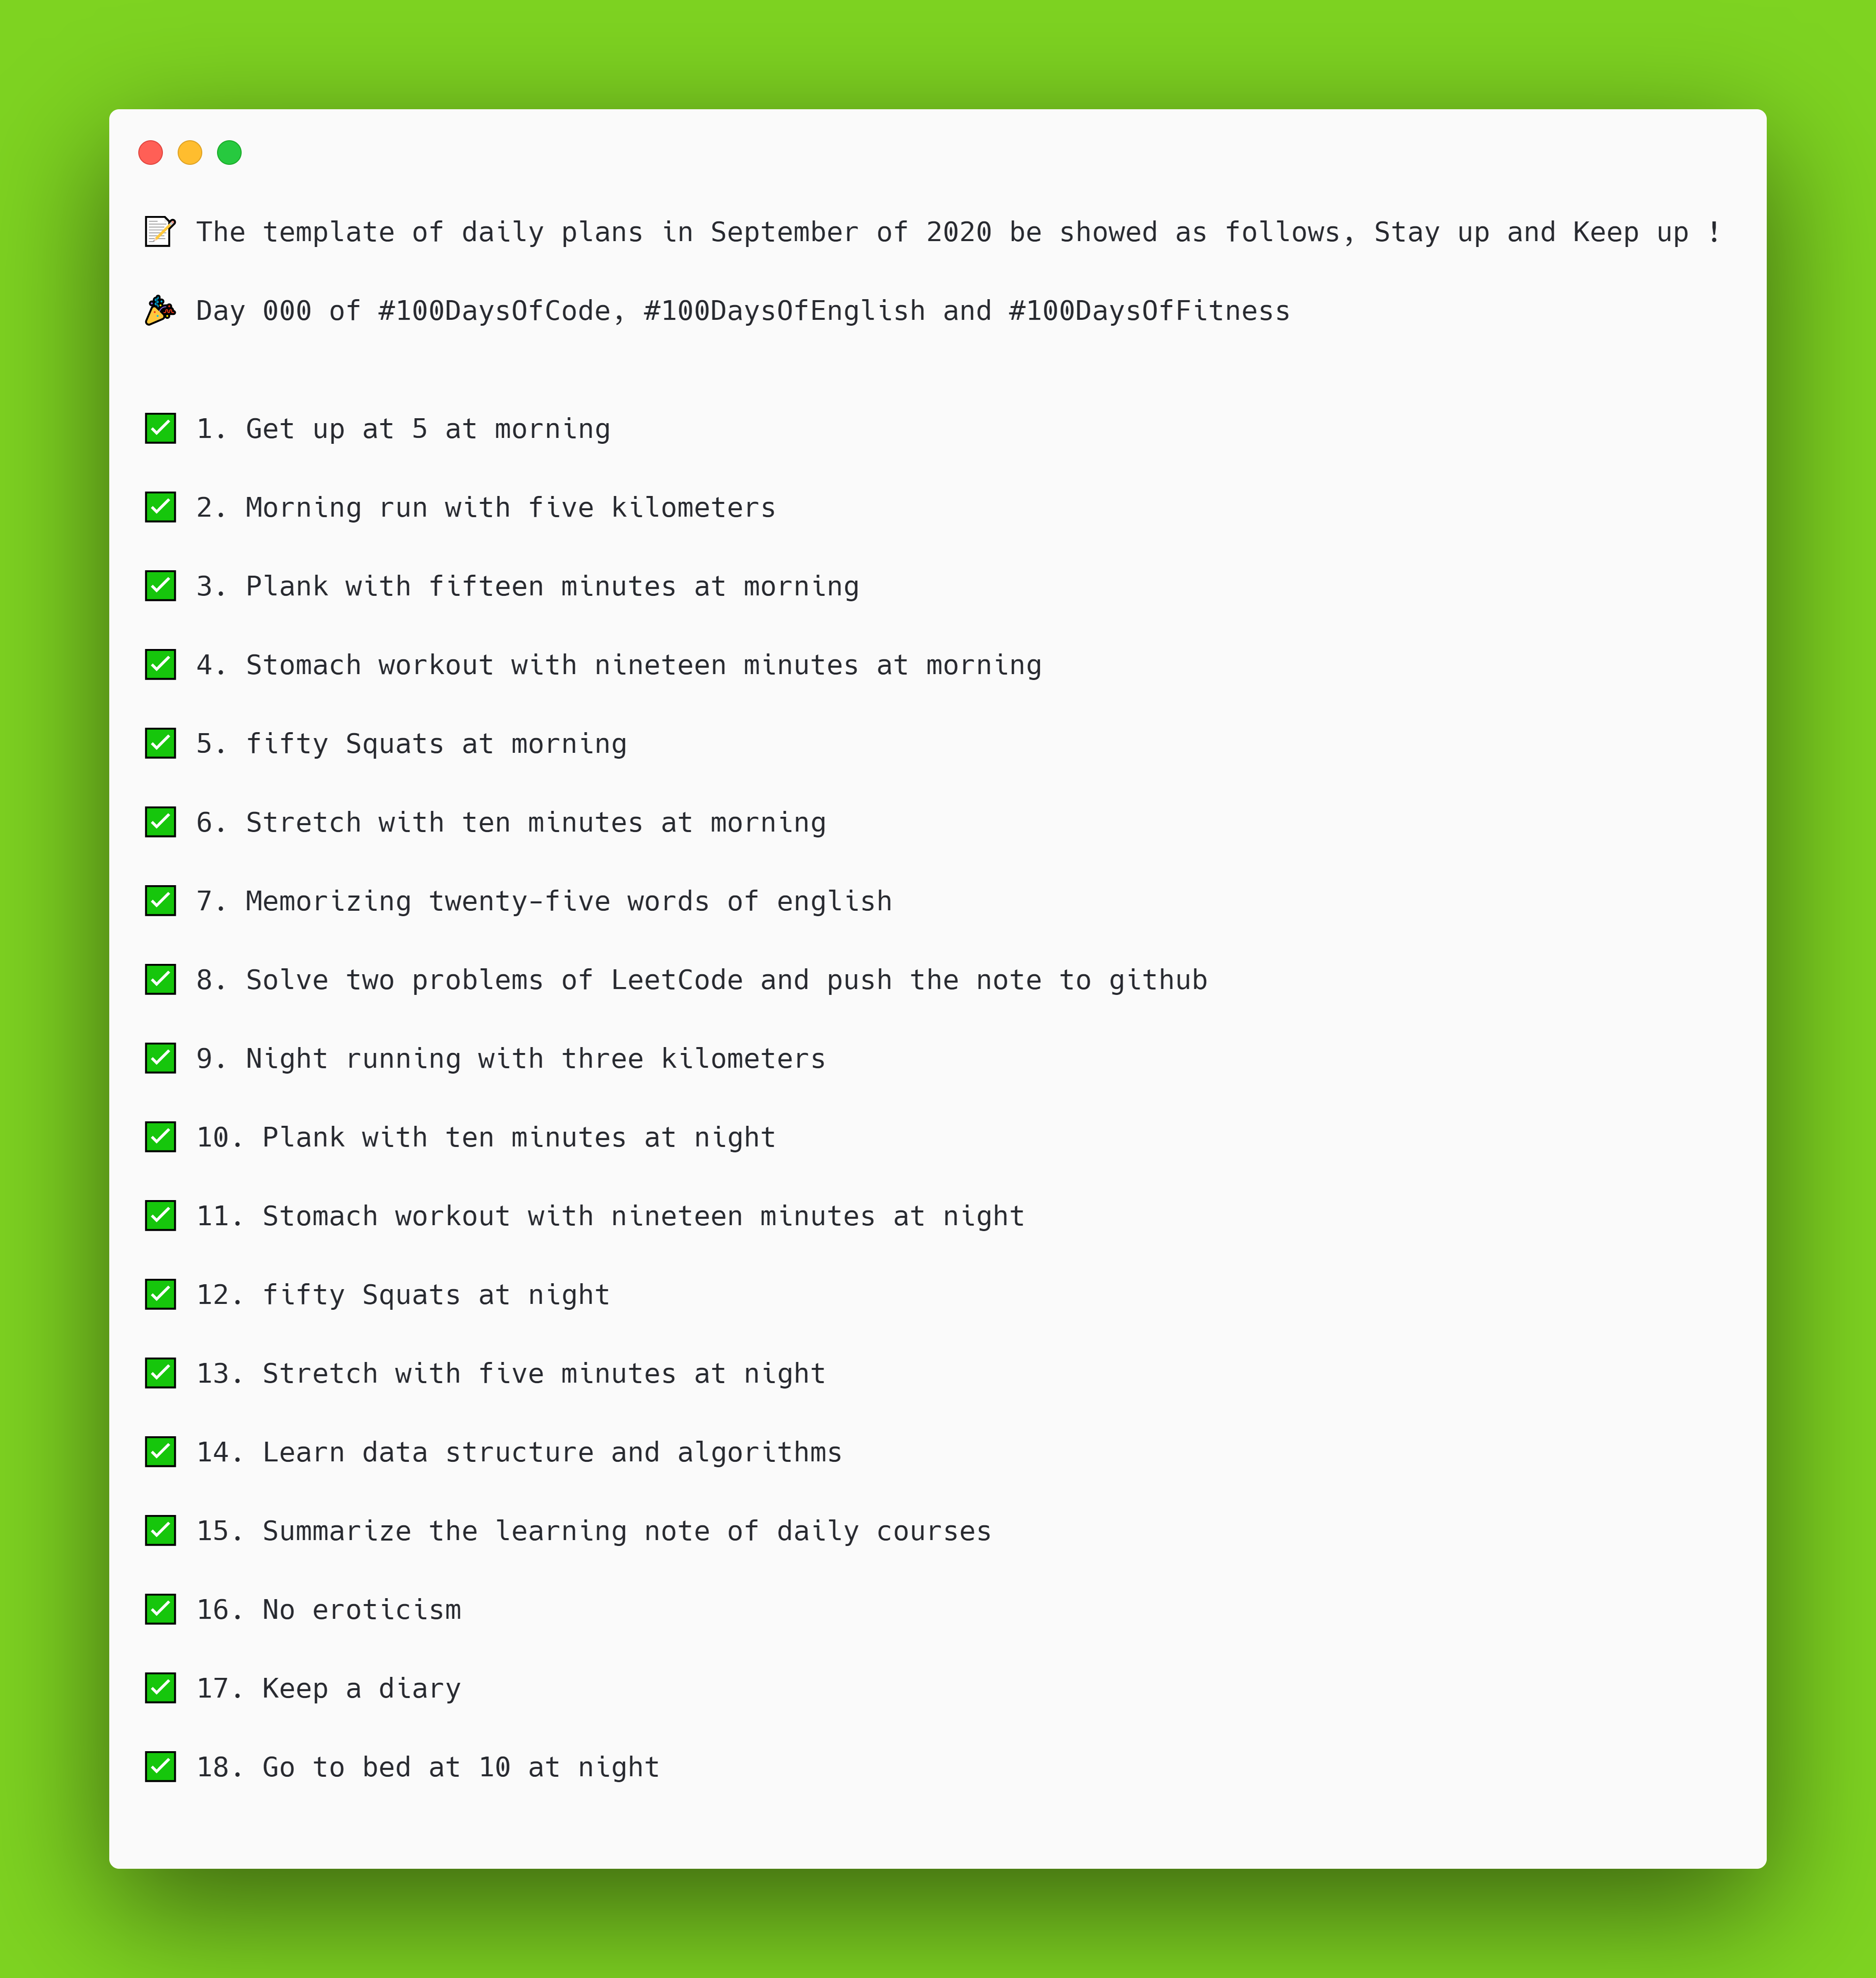 📝 The template of daily plans in September of 2020 be showed as follows, Stay up and Keep up !
🎉 Day 000 of #100DaysOfCode, #100DaysOfEnglish and #100DaysOfFitness
✅ 1. Get up at 5 at morning
✅ 2. Morning run with five kilometers
✅ 3. Plank with fifteen minutes at morning
✅ 4. Stomach workout with nineteen minutes at morning
✅ 5. fifty Squats at morning
✅ 6. Stretch with ten minutes at morning
✅ 7. Memorizing twenty-five words of english
✅ 8. Solve two problems of LeetCode and push the note to github
✅ 9. Night running with three kilometers
✅ 10. Plank with ten minutes at night
✅ 11. Stomach workout with nineteen minutes at night
✅ 12. fifty Squats at night
✅ 13. Stretch with five minutes at night
✅ 14. Learn data structure and algorithms
✅ 15. Summarize the learning note of daily courses
✅ 16. No eroticism
✅ 17. Keep a diary
✅ 18. Go to bed at 10 at night